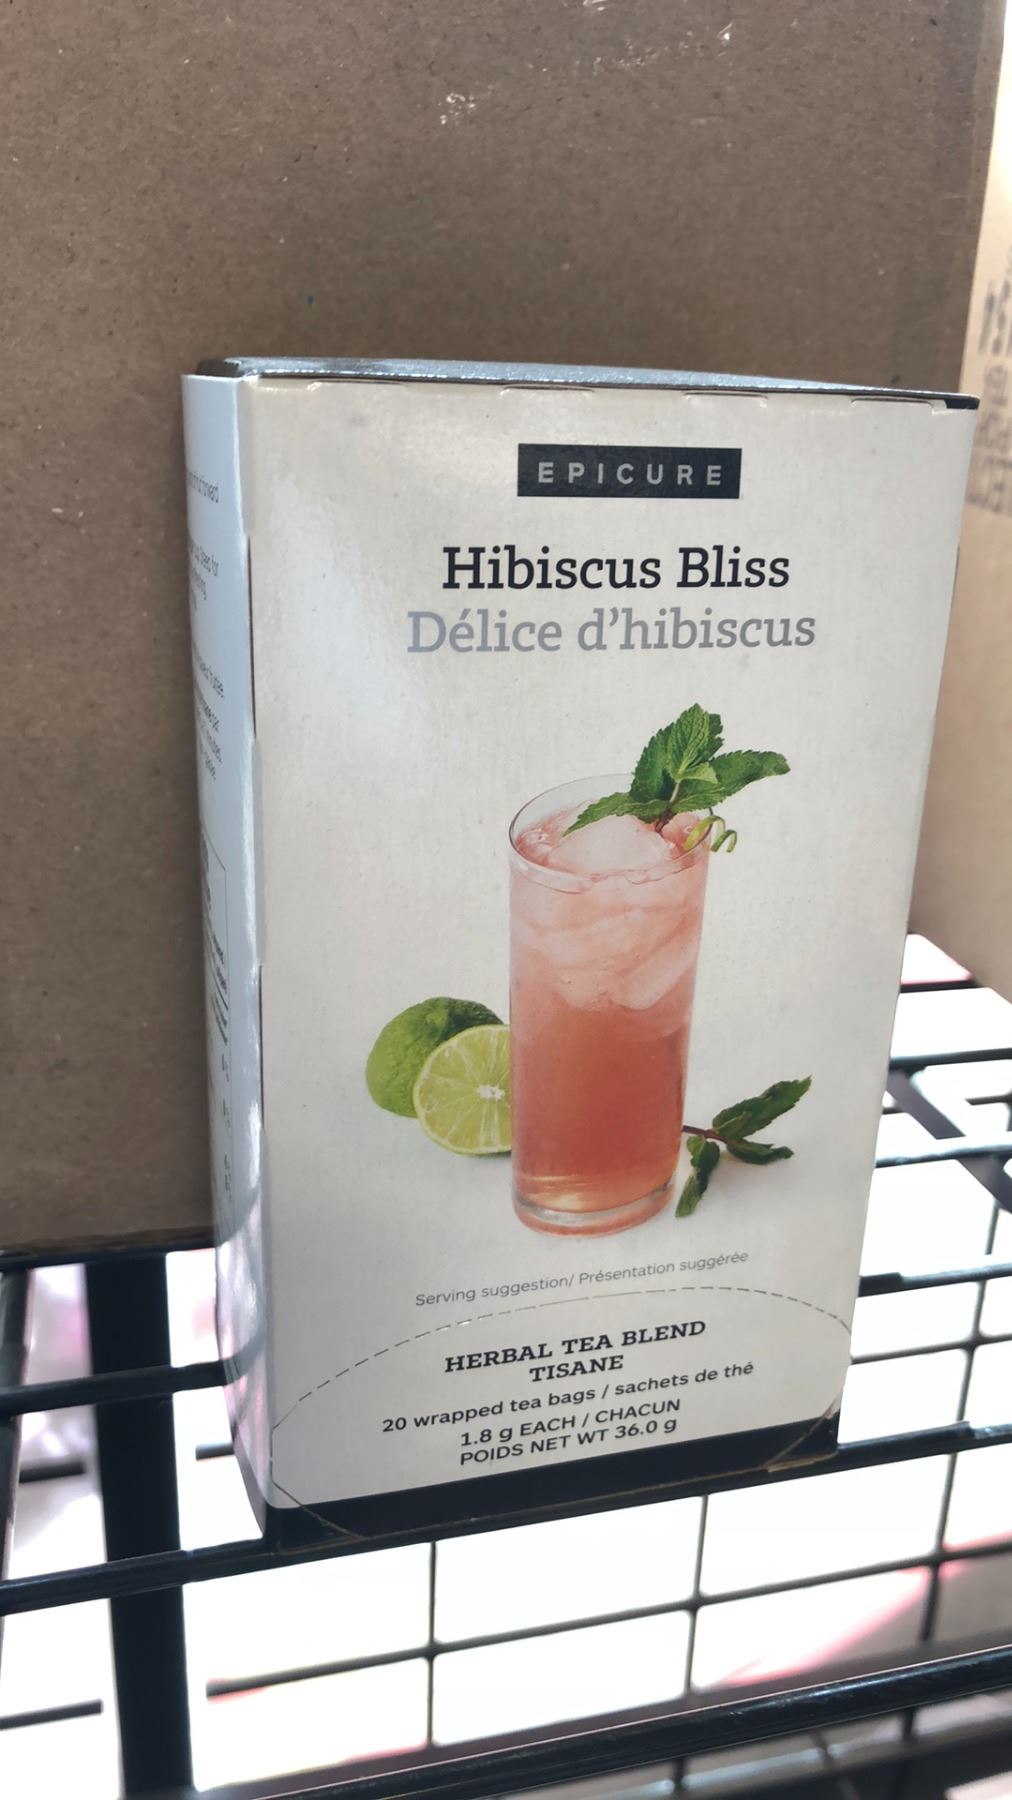 EPICURE
Hibiscus Bliss
Délice d'hibiscus
Serving suggestion/ Présentation suggérée
HERBAL TEA BLEND
TISANE
20 wrapped tea bags / sachets de thé
1.8 g EACH / CHACUN
POIDS NET WT 36.0 g